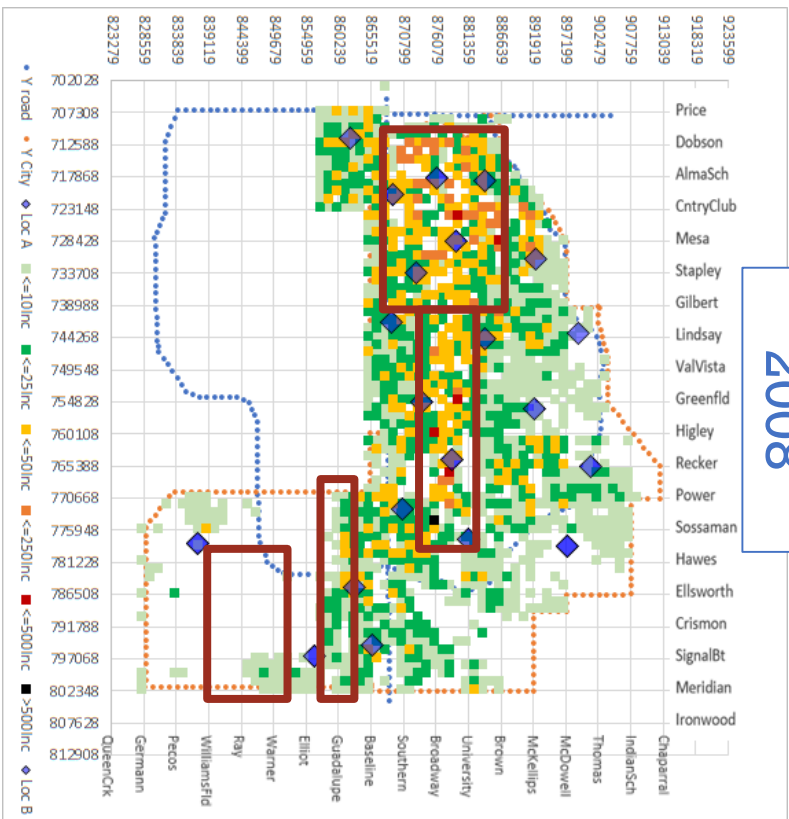 823279
828559
833839
839119
844399
849679
854959
860239
865519
870799
876079
881359
886639
891919
897199
902479
907759
913039
918319
923599
702028
707308
712588
717868
723148
728428
733708
738988
744268
749548
754828
760108
765388
770668
775948
781228
786508
791788
797068
802348
807628
812908
Price
Dobson
AlmaSch
CntryClub
Mesa
Stapley
Gilbert
Lindsay
ValVista
Greenfld
Higley
Recker
Power
Sossaman
Hawes
Ellsworth
Crismon
SignalBt
Meridian
Ironwood
QueenCrk
Germann
Pecos
WilliamsFld
Ray
Warner
Elliot
Guadalupe
Baseline
Southern
Broadway
University
Brown
McKellips
McDowell
Thomas
IndianSch
Chaparral
Y road
Y City
Loc A
<=10Inc
<=25Inc
<=50Inc
<=250Inc
<=500Inc
>500Inc
Loc B
2008